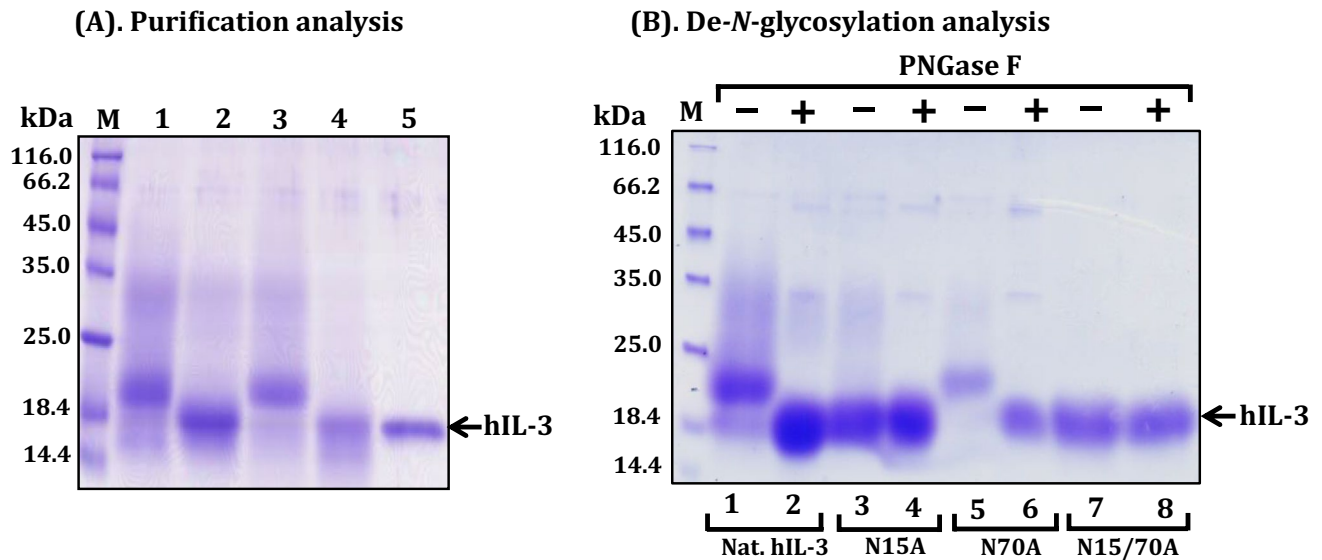 (A). Purification analysis
kDa M 1 2 3 4 5
116.0
66.2
45.0
35.0
25.0
18.4
14.4
←hIL-3
(B). De-N-glycosylation analysis
PNGase F
kDa M − + − + − + − +
116.0
66.2
45.0
35.0
25.0
18.4
14.4
←hIL-3
1 2 3 4 5 6 7 8
Nat. hIL-3 N15A N70A N15/70A